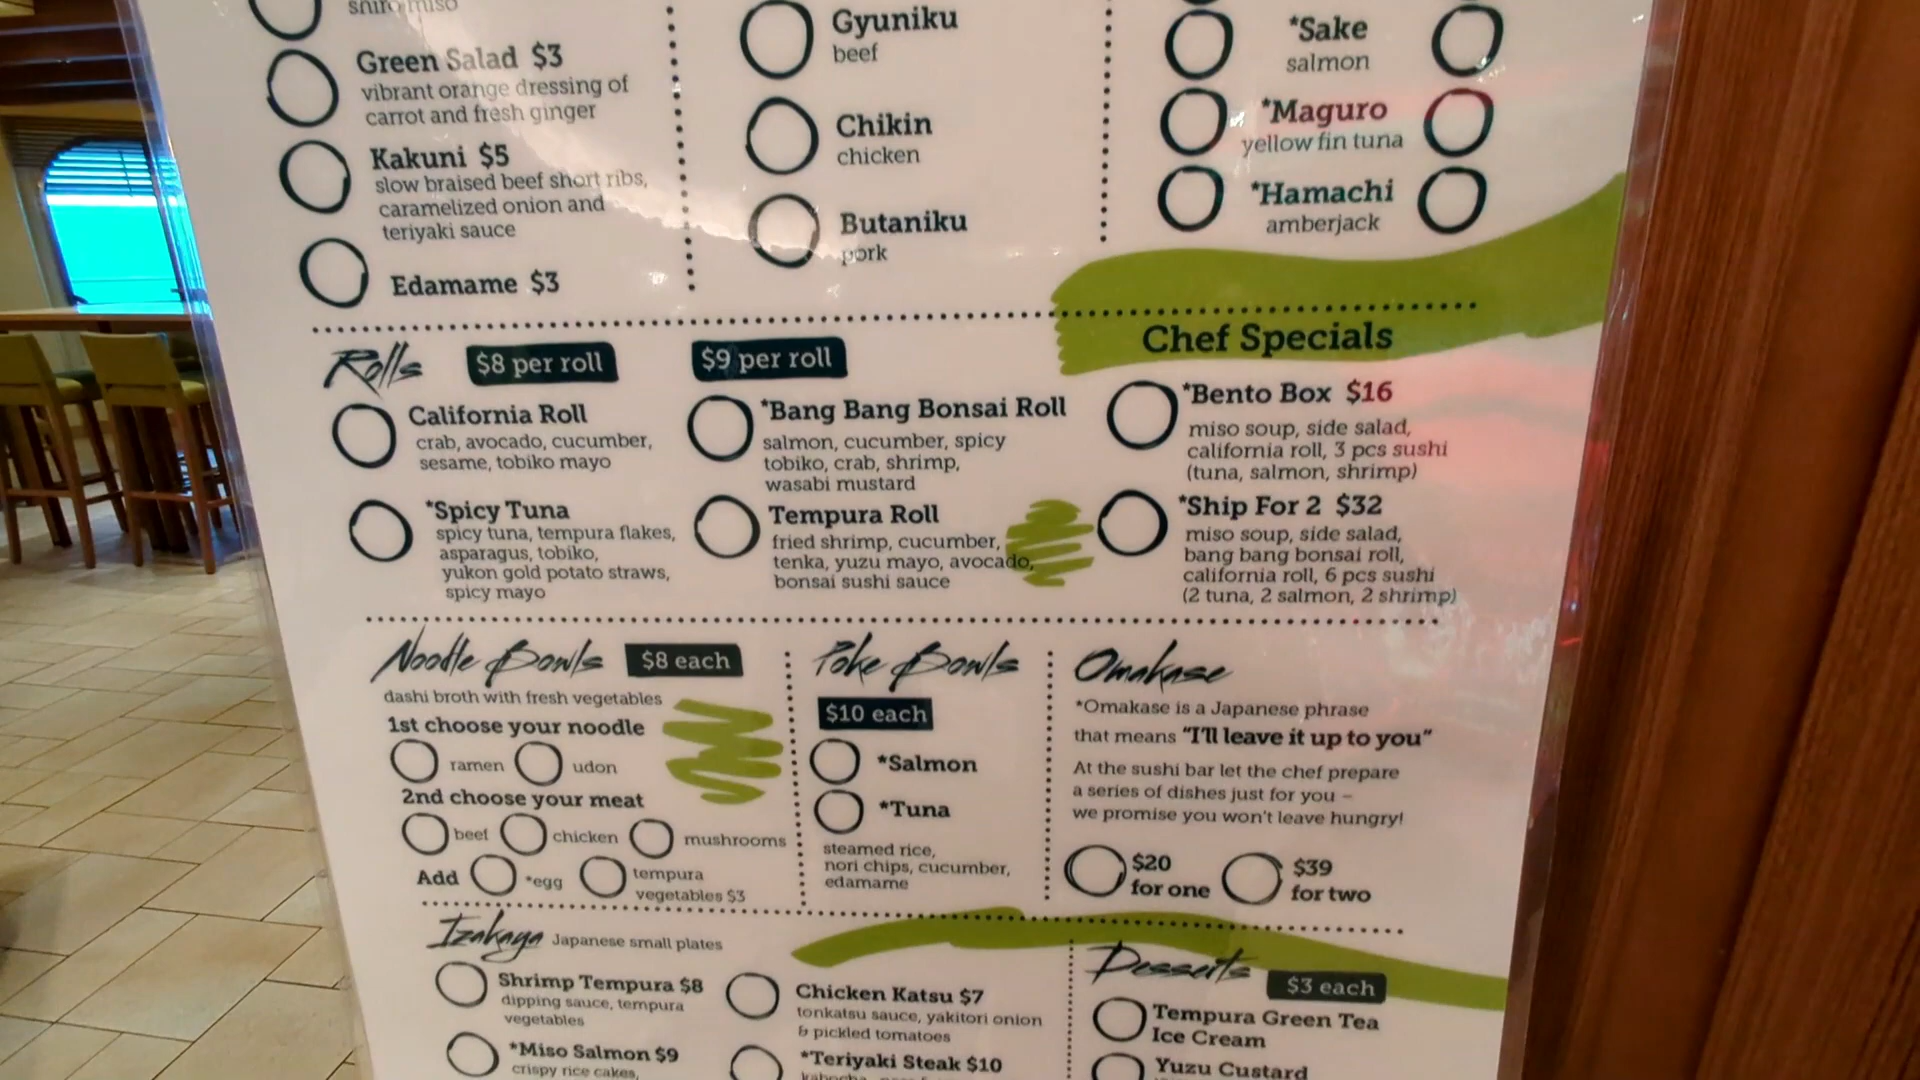 shiro miso
Green Salad $3
vibrant orange dressing of
carrot and fresh ginger
Kakuni $5
slow braised beef short ribs,
caramelized onion and
teriyaki sauce
Edamame $3
Gyuniku
beef
Chikin
chicken
Butaniku
pork
*Sake
salmon
*Maguro
yellow fin tuna
*Hamachi
amberjack
Rolls
$8 per roll
California Roll
crab, avocado, cucumber,
sesame, tobiko mayo
*Spicy Tuna
spicy tuna, tempura flakes,
asparagus, tobiko,
yukon gold potato straws,
spicy mayo
$9 per roll
*Bang Bang Bonsai Roll
salmon, cucumber, spicy
tobiko, crab, shrimp,
wasabi mustard
Tempura Roll
fried shrimp, cucumber,
tenka, yuzu mayo, avocado,
bonsai sushi sauce
Chef Specials
*Bento Box $16
miso soup, side salad,
california roll, 3 pcs sushi
(tuna, salmon, shrimp)
*Ship For 2 $32
miso soup, side salad,
bang bang bonsai roll,
california roll, 6 pcs sushi
(2 tuna, 2 salmon, 2 shrimp)
Noodle Bowls $8 each
dashi broth with fresh vegetables
1st choose your noodle
ramen udon
2nd choose your meat
beef chicken mushrooms
Add *egg tempura
vegetables $3
Poke Bowls
$10 each
*Salmon
*Tuna
steamed rice,
nori chips, cucumber,
edamame
Omakase
*Omakase is a Japanese phrase
that means "I'll leave it up to you"
At the sushi bar let the chef prepare
a series of dishes just for you –
we promise you won't leave hungry!
$20
for one
$39
for two
Izakaya Japanese small plates
Shrimp Tempura $8
dipping sauce, tempura
vegetables
*Miso Salmon $9
crispy rice cakes,
Chicken Katsu $7
tonkatsu sauce, yakitori onion
& pickled tomatoes
*Teriyaki Steak $10
Desserts $3 each
Tempura Green Tea
Ice Cream
Yuzu Custard